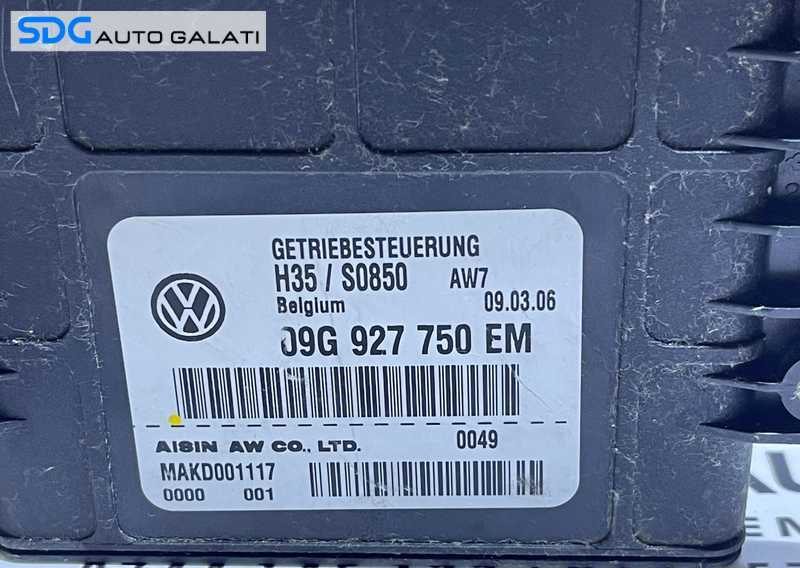 SDG AUTO GALATI
GETRIEBESTEUERUNG
H35 / S0850 AW7
Belgium 09.03.06
09G 927 750 EM
AISIN AW CO., LTD. 0049
MAKD001117
0000 001